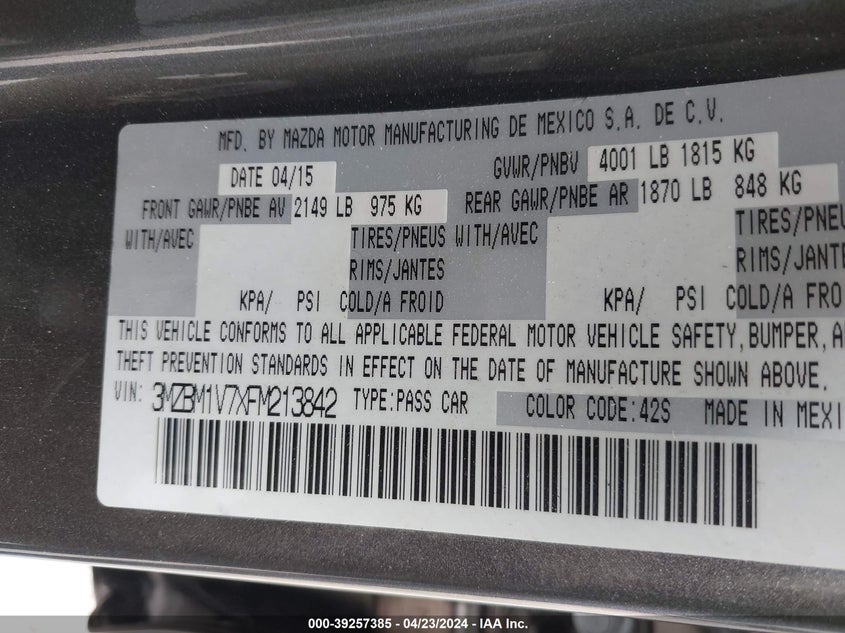 MFD. BY MAZDA MOTOR MANUFACTURING DE MEXICO S.A. DE C.V.
DATE 04/15 GVWR/PNBV 4001 LB 1815 KG
FRONT GAWR/PNBE AV 2149 LB 975 KG REAR GAWR/PNBE AR 1870 LB 848 KG
WITH/AVEC TIRES/PNEUS WITH/AVEC TIRES/PNEU
RIMS/JANTES RIMS/JANTE
KPA/ PSI COLD/A FROID KPA/ PSI COLD/A FRO
THIS VEHICLE CONFORMS TO ALL APPLICABLE FEDERAL MOTOR VEHICLE SAFETY, BUMPER, A
THEFT PREVENTION STANDARDS IN EFFECT ON THE DATE OF MANUFACTURE SHOWN ABOVE.
VIN: 3MZBM1V7XFM213842 TYPE:PASS CAR COLOR CODE:42S MADE IN MEXI
000-39257385 - 04/23/2024 - IAA Inc.